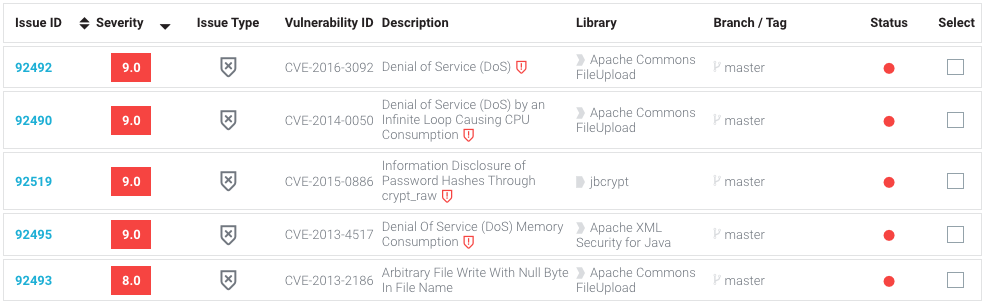 Issue ID Severity Issue Type Vulnerability ID Description Library Branch / Tag Status Select
92492 9.0 CVE-2016-3092 Denial of Service (DoS) Apache Commons FileUpload master
92490 9.0 CVE-2014-0050 Denial of Service (DoS) by an
Infinite Loop Causing CPU
Consumption Apache Commons
FileUpload master
92519 9.0 CVE-2015-0886 Information Disclosure of
Password Hashes Through
crypt_raw jbcrypt master
92495 9.0 CVE-2013-4517 Denial Of Service (DoS) Memory
Consumption Apache XML
Security for Java master
92493 8.0 CVE-2013-2186 Arbitrary File Write With Null Byte
In File Name Apache Commons
FileUpload master